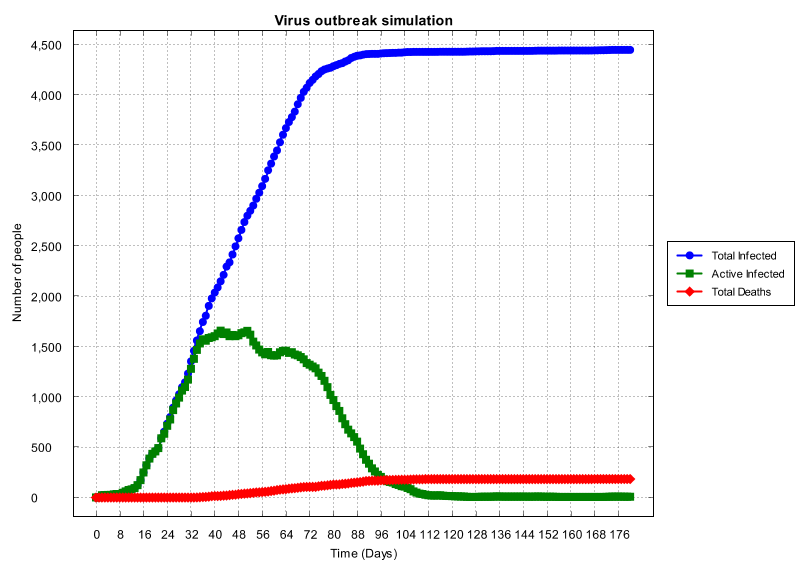 Virus outbreak simulation
Number of people
4,500
4,000
3,500
3,000
2,500
2,000
1,500
1,000
500
0
0 8 16 24 32 40 48 56 64 72 80 88 96 104 112 120 128 136 144 152 160 168 176
Time (Days)
Total Infected
Active Infected
Total Deaths